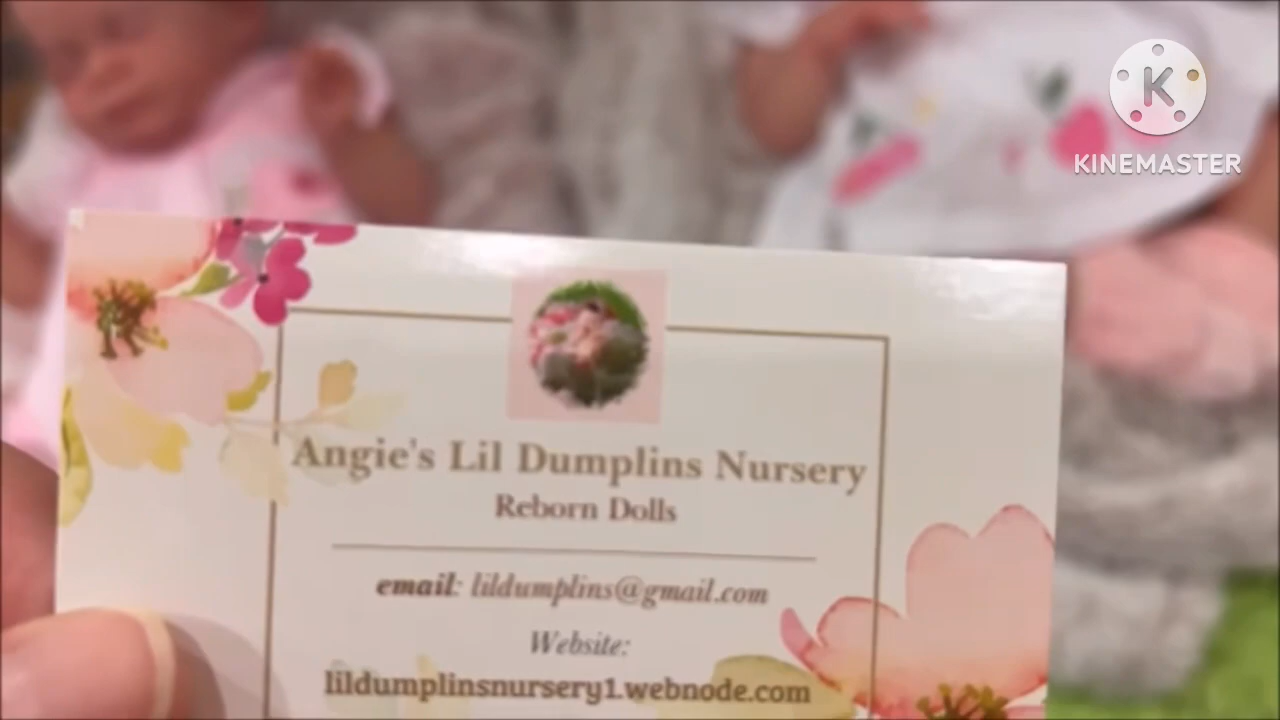 K
KINEMASTER
Angie's Lil Dumplins Nursery
Reborn Dolls
email: lildumplins@gmail.com
Website:
lildumplinsnursery1.webnode.com